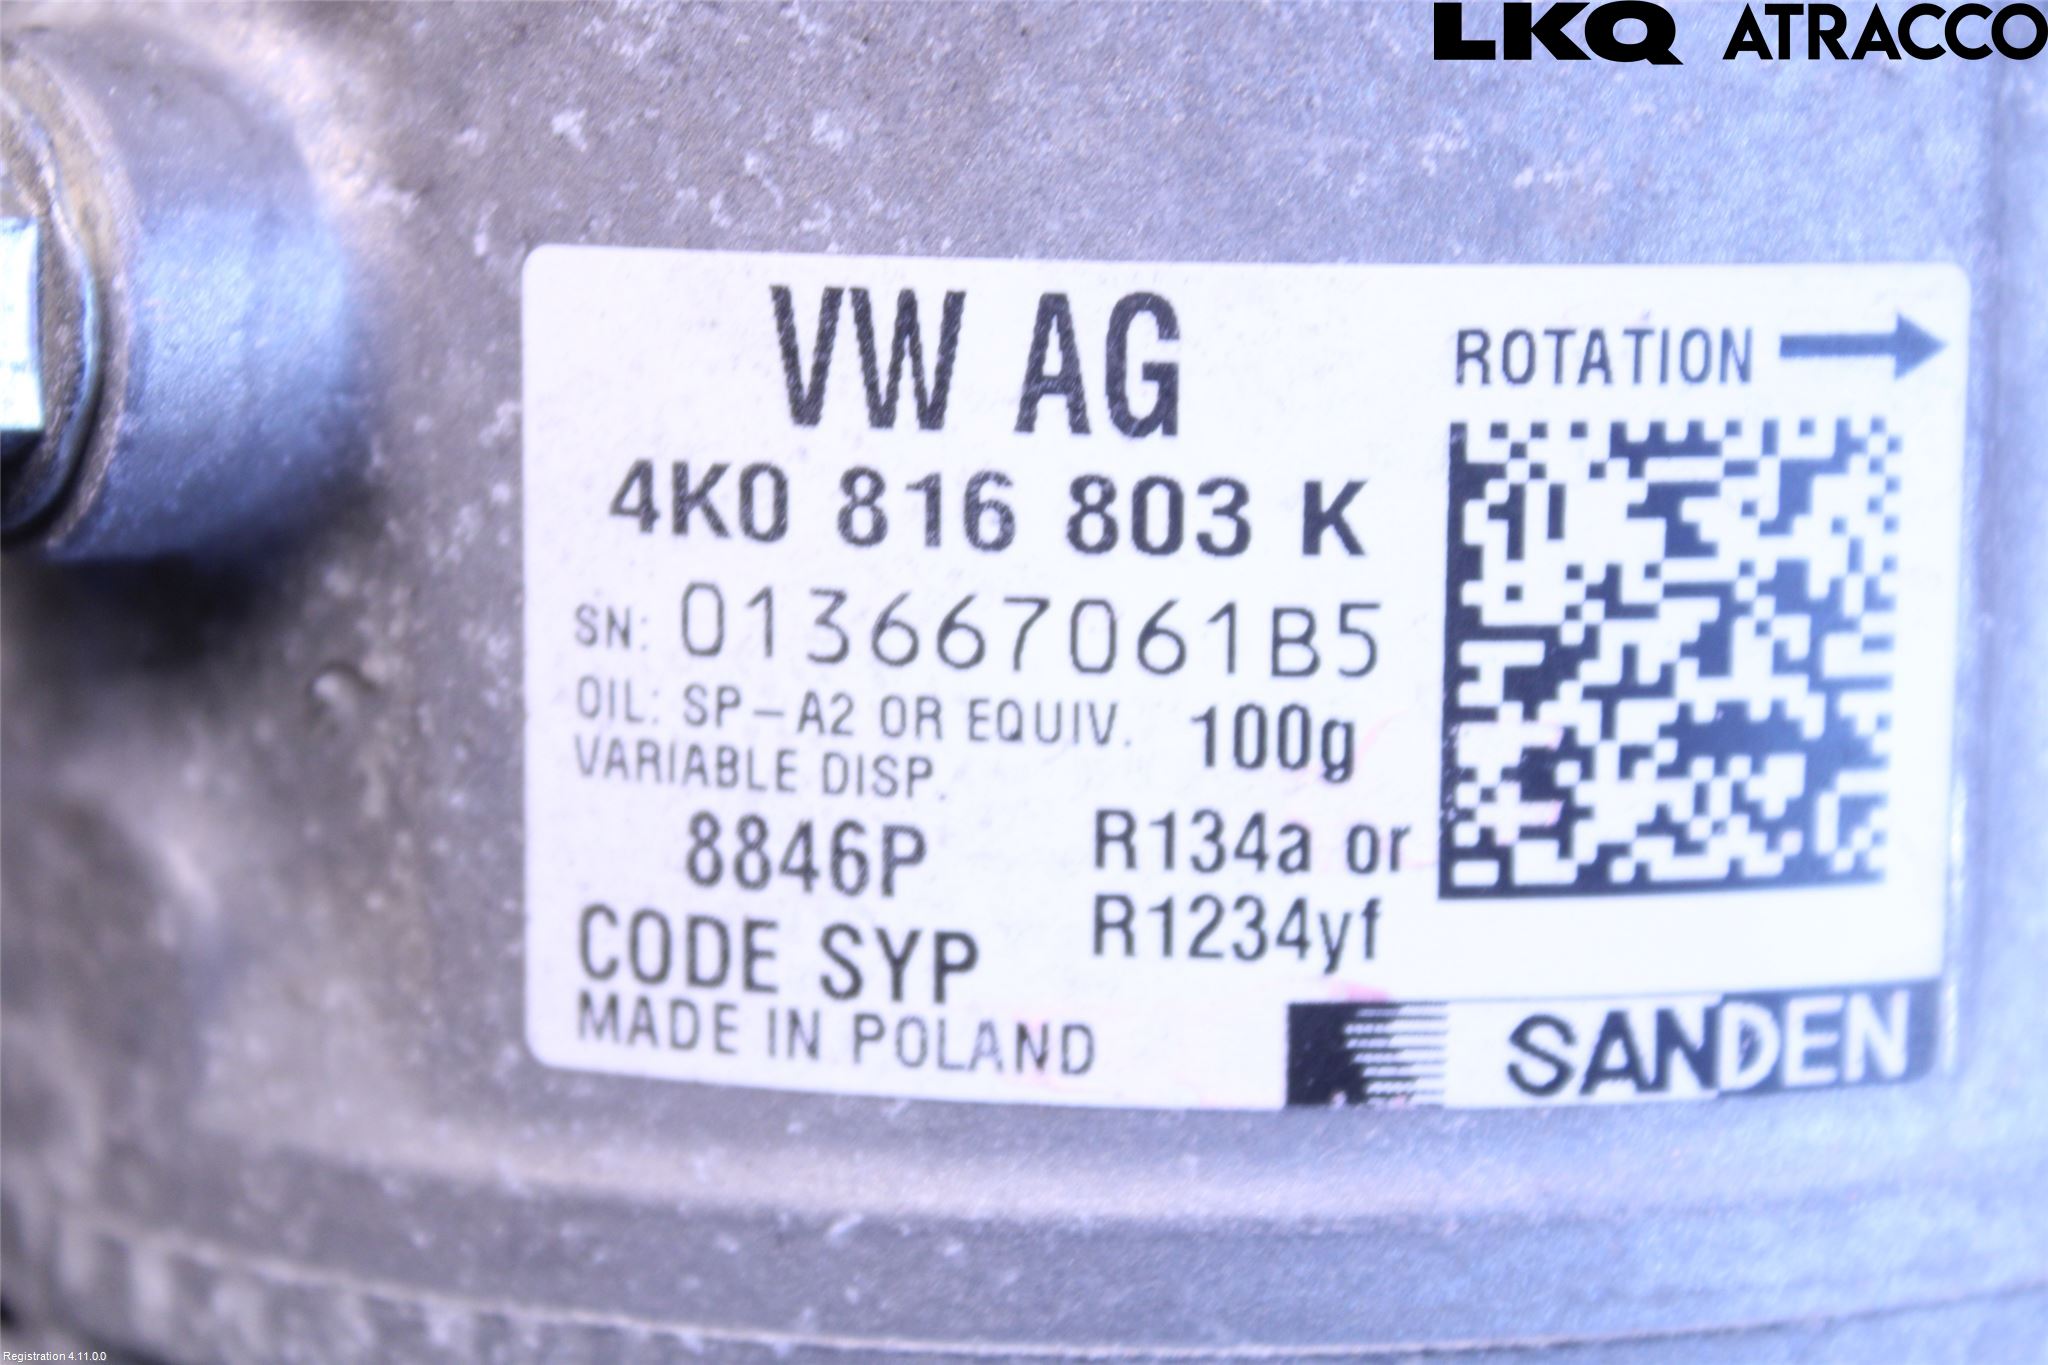 LKQ ATRACCO
VW AG
ROTATION
4K0 816 803 K
SN: 013667061B5
OIL: SP-A2 OR EQUIV. 100g
VARIABLE DISP.
8846P R134a or
R1234yf
CODE SYP
MADE IN POLAND
SANDEN
Registration 4.11.0.0